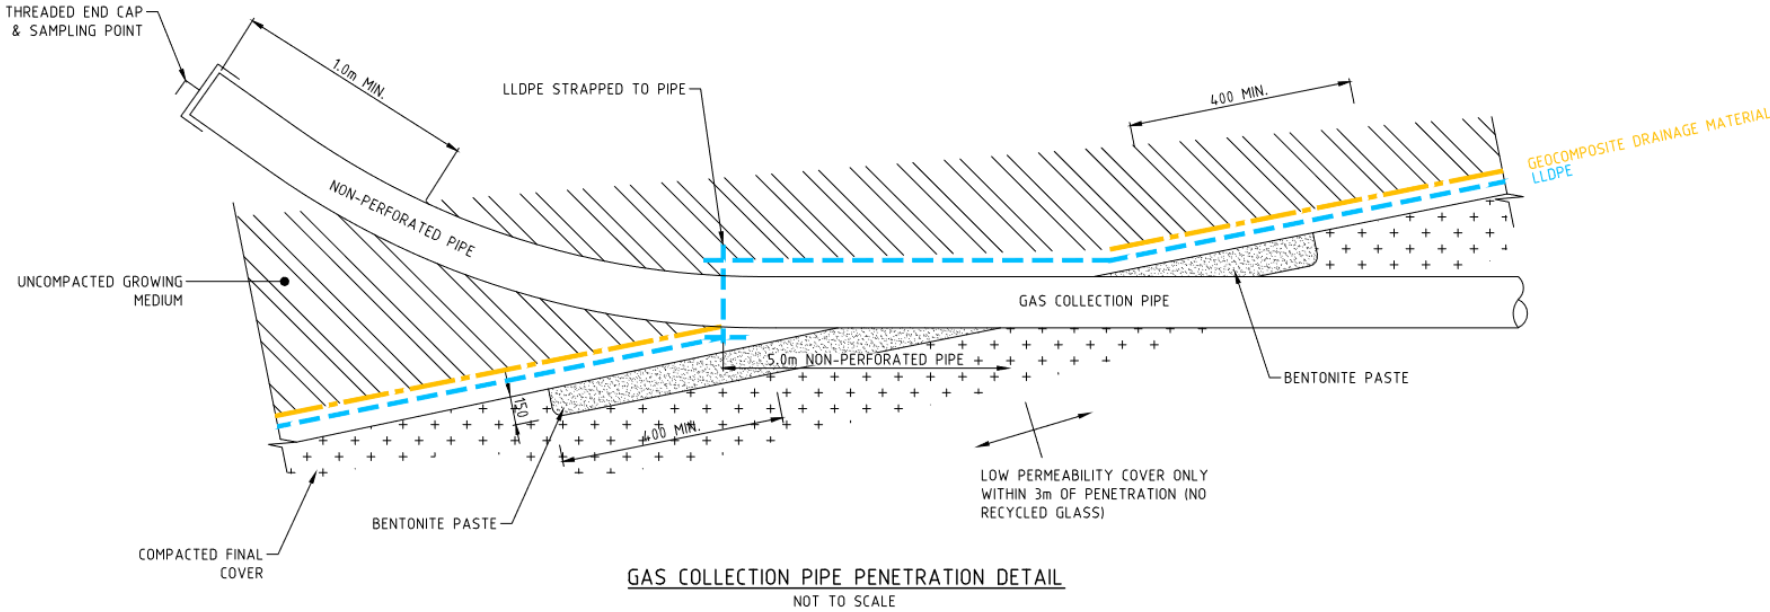 THREADED END CAP
& SAMPLING POINT
1.0m MIN.
LLDPE STRAPPED TO PIPE
400 MIN.
GEOCOMPOSITE DRAINAGE MATERIAL
LLDPE
NON-PERFORATED PIPE
UNCOMPACTED GROWING
MEDIUM
GAS COLLECTION PIPE
5.0m NON-PERFORATED PIPE
BENTONITE PASTE
150
400 MIN.
LOW PERMEABILITY COVER ONLY
WITHIN 3m OF PENETRATION (NO
RECYCLED GLASS)
BENTONITE PASTE
COMPACTED FINAL
COVER
GAS COLLECTION PIPE PENETRATION DETAIL
NOT TO SCALE